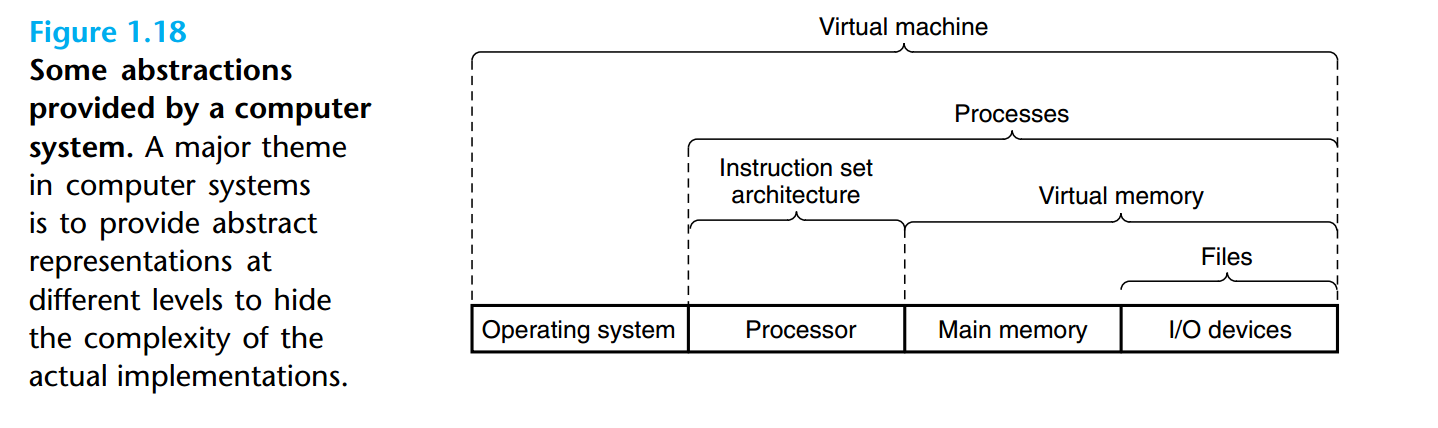 Figure 1.18
Some abstractions
provided by a computer
system. A major theme
in computer systems
is to provide abstract
representations at
different levels to hide
the complexity of the
actual implementations.
Virtual machine
Processes
Instruction set
architecture
Virtual memory
Files
Operating system
Processor
Main memory
I/O devices